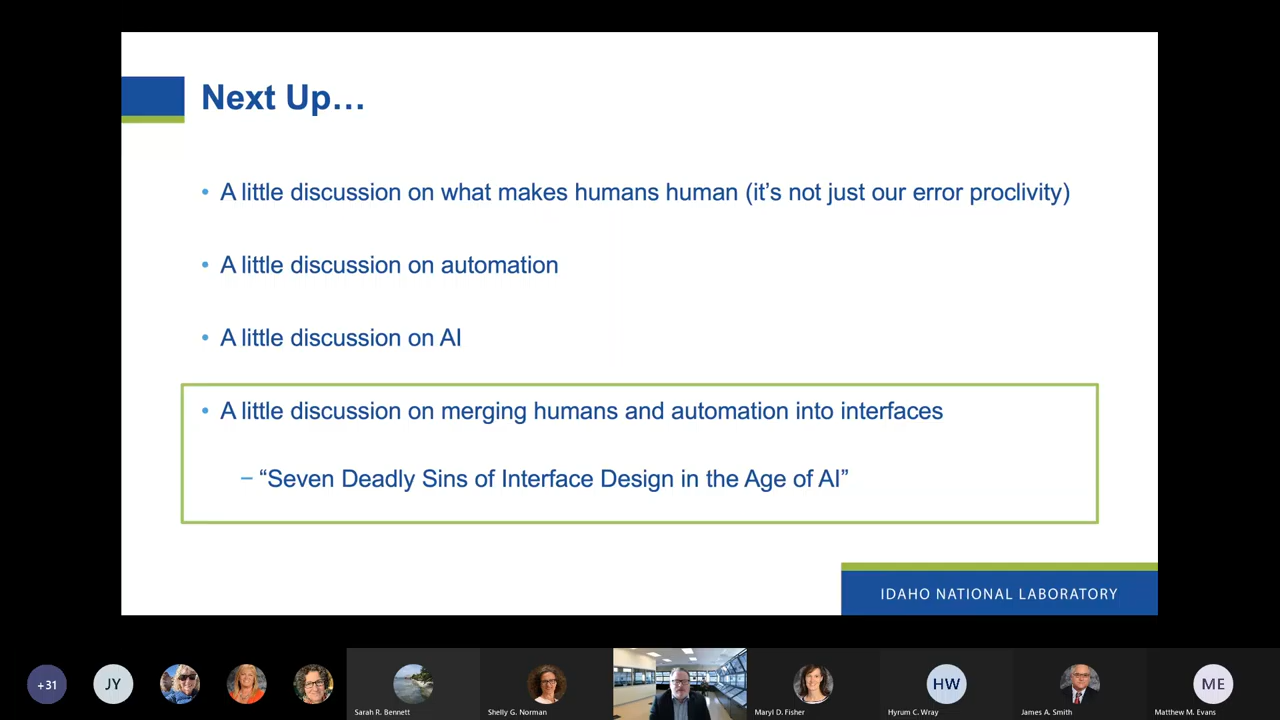 Next Up…
• A little discussion on what makes humans human (it’s not just our error proclivity)
• A little discussion on automation
• A little discussion on AI
• A little discussion on merging humans and automation into interfaces
– “Seven Deadly Sins of Interface Design in the Age of AI”
IDAHO NATIONAL LABORATORY
+31
JY
HW
ME
Sarah R. Bennett
Shelly G. Norman
Maryl D. Fisher
Hyrum C. Wray
James A. Smith
Matthew M. Evans